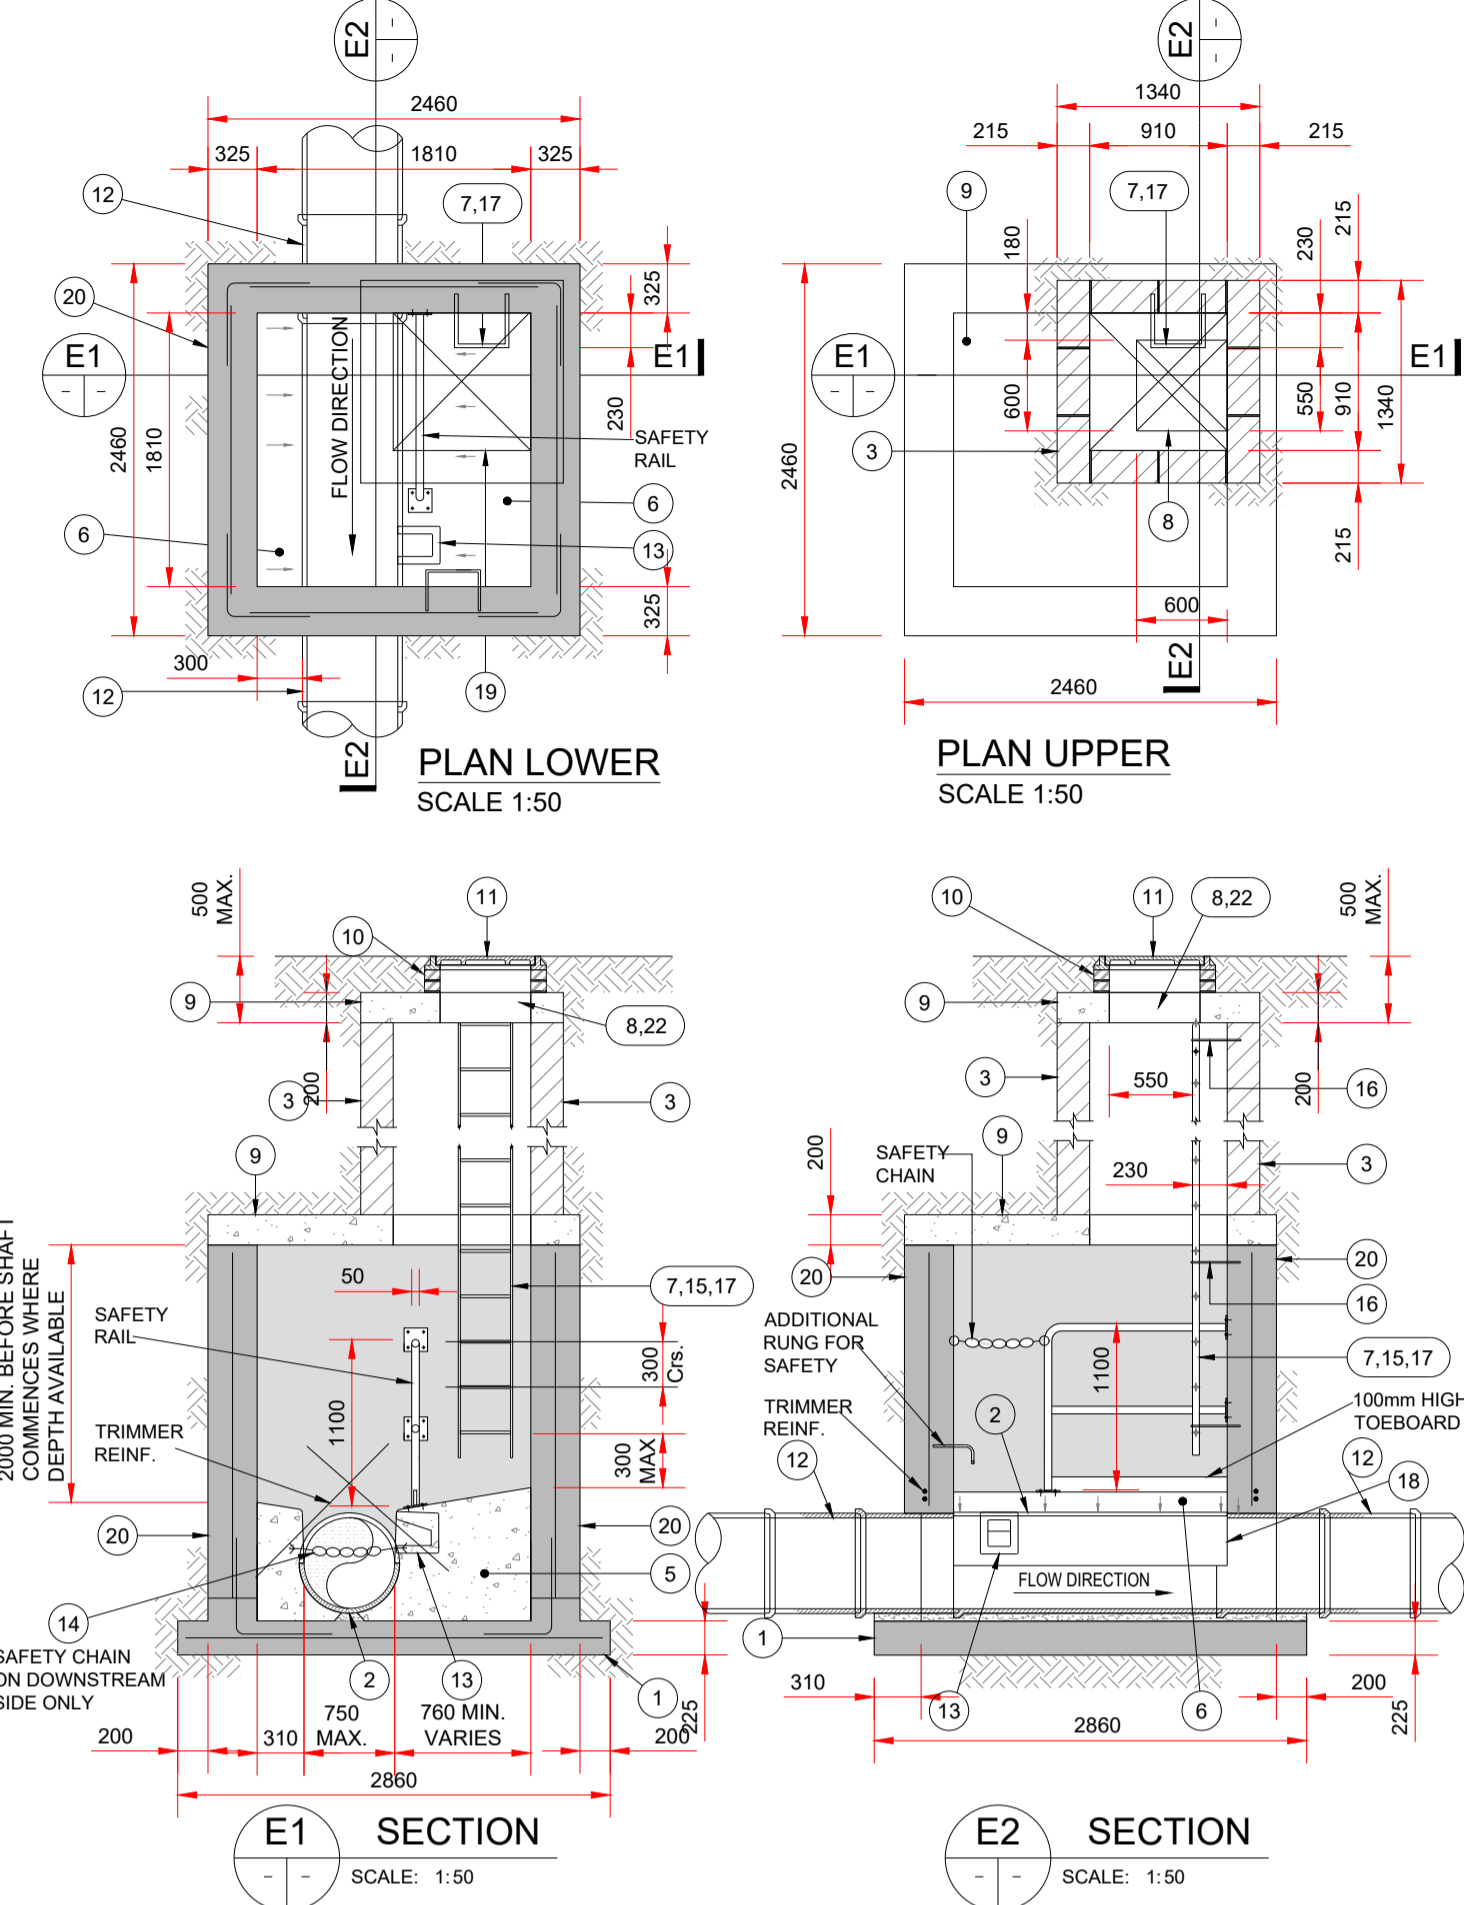 E2
- -
2460
325 1810 325
12
7,17
20
325
FLOW DIRECTION
E1
- -
E1
2460
1810
230
SAFETY
RAIL
6
6
13
325
300
12
19
E2
PLAN LOWER
SCALE 1:50
E2
- -
1340
215 910 215
9
7,17
180
230
215
E1
- -
E1
600
550
910
1340
2460
3
8
215
600
E2
2460
PLAN UPPER
SCALE 1:50
500
MAX.
11
10
9
8,22
200
3
3
9
2000 MIN. BEFORE SHAFT
COMMENCES WHERE
DEPTH AVAILABLE
50
7,15,17
SAFETY
RAIL
300
Crs.
1100
TRIMMER
REINF.
300
MAX
20
20
5
14
SAFETY CHAIN
ON DOWNSTREAM
SIDE ONLY
2
13
1
225
200
310
750
MAX.
760 MIN.
VARIES
200
2860
E1
- -
SECTION
SCALE: 1:50
10
11
8,22
500
MAX.
9
3
550
16
200
9
SAFETY
CHAIN
200
230
3
20
20
16
ADDITIONAL
RUNG FOR
SAFETY
1100
7,15,17
TRIMMER
REINF.
2
100mm HIGH
TOEBOARD
12
12
18
FLOW DIRECTION
1
310
13
6
200
225
2860
E2
- -
SECTION
SCALE: 1:50